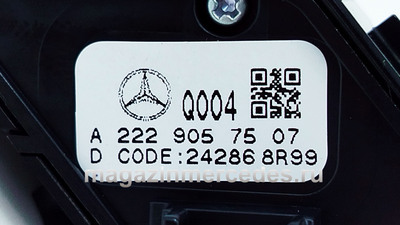 Q004
A 222 905 75 07
D CODE:24286 8R99
magazinmercedes.ru